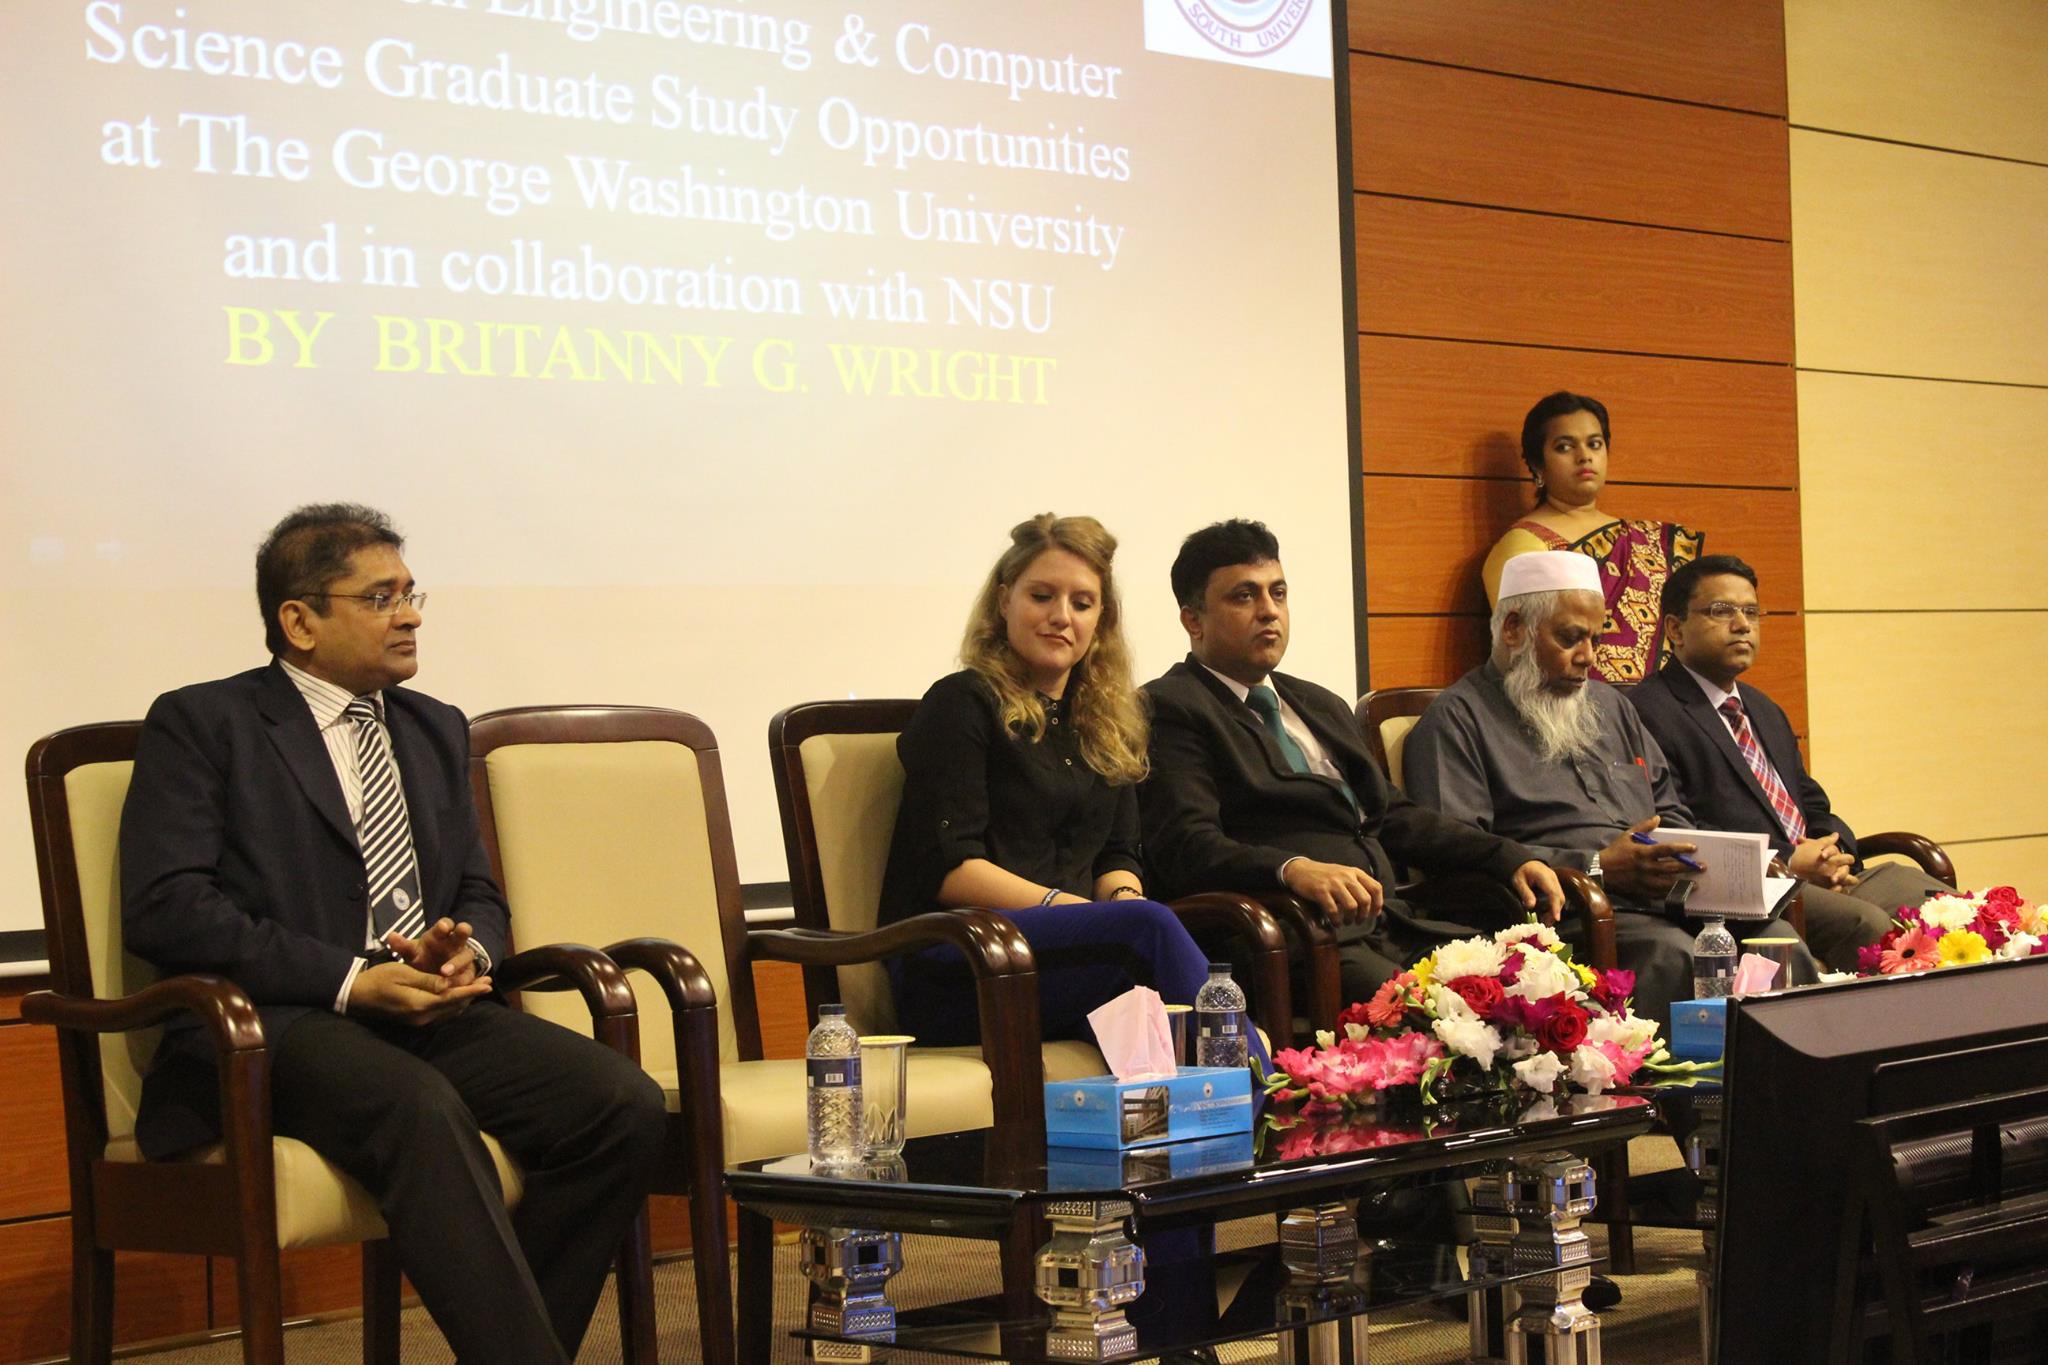 Engineering & Computer
Science Graduate Study Opportunities
at The George Washington University
and in collaboration with NSU
BY BRITANNY G. WRIGHT
SOUTH